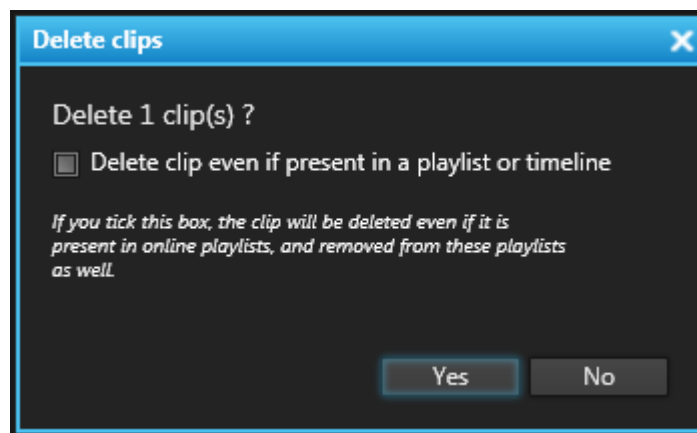 Delete clips
Delete 1 clip(s) ?
Delete clip even if present in a playlist or timeline
If you tick this box, the clip will be deleted even if it is
present in online playlists, and removed from these playlists
as well.
Yes
No